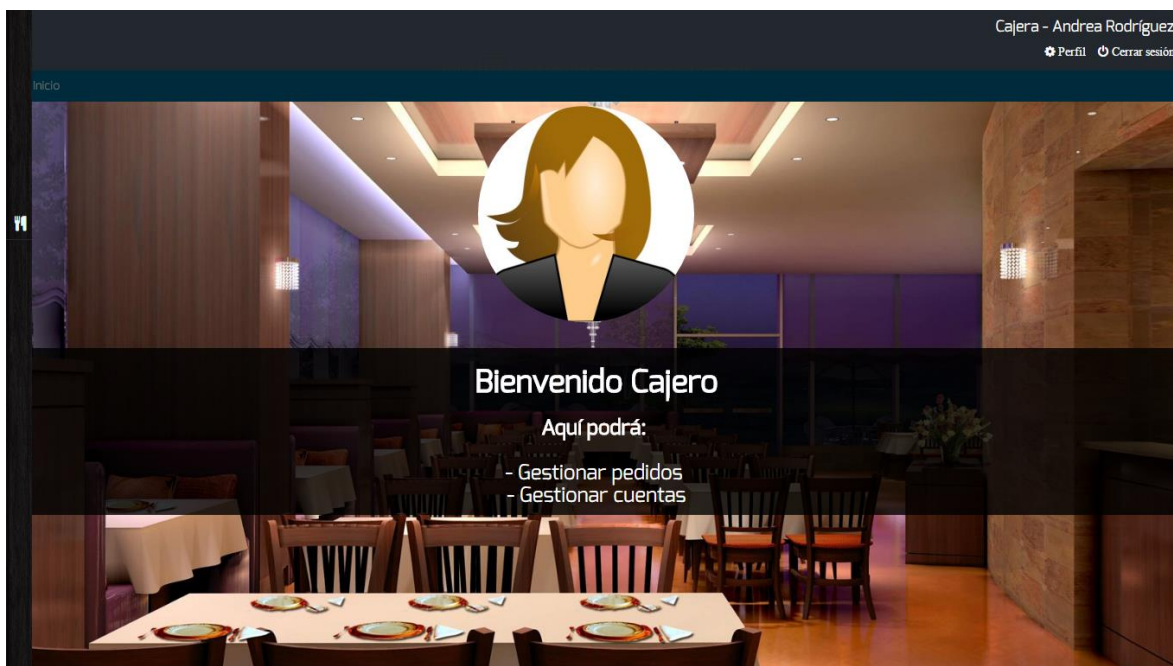 Cajera - Andrea Rodríguez
Perfil Cerrar sesión
Inicio
Bienvenido Cajero
Aquí podrá:
- Gestionar pedidos
- Gestionar cuentas